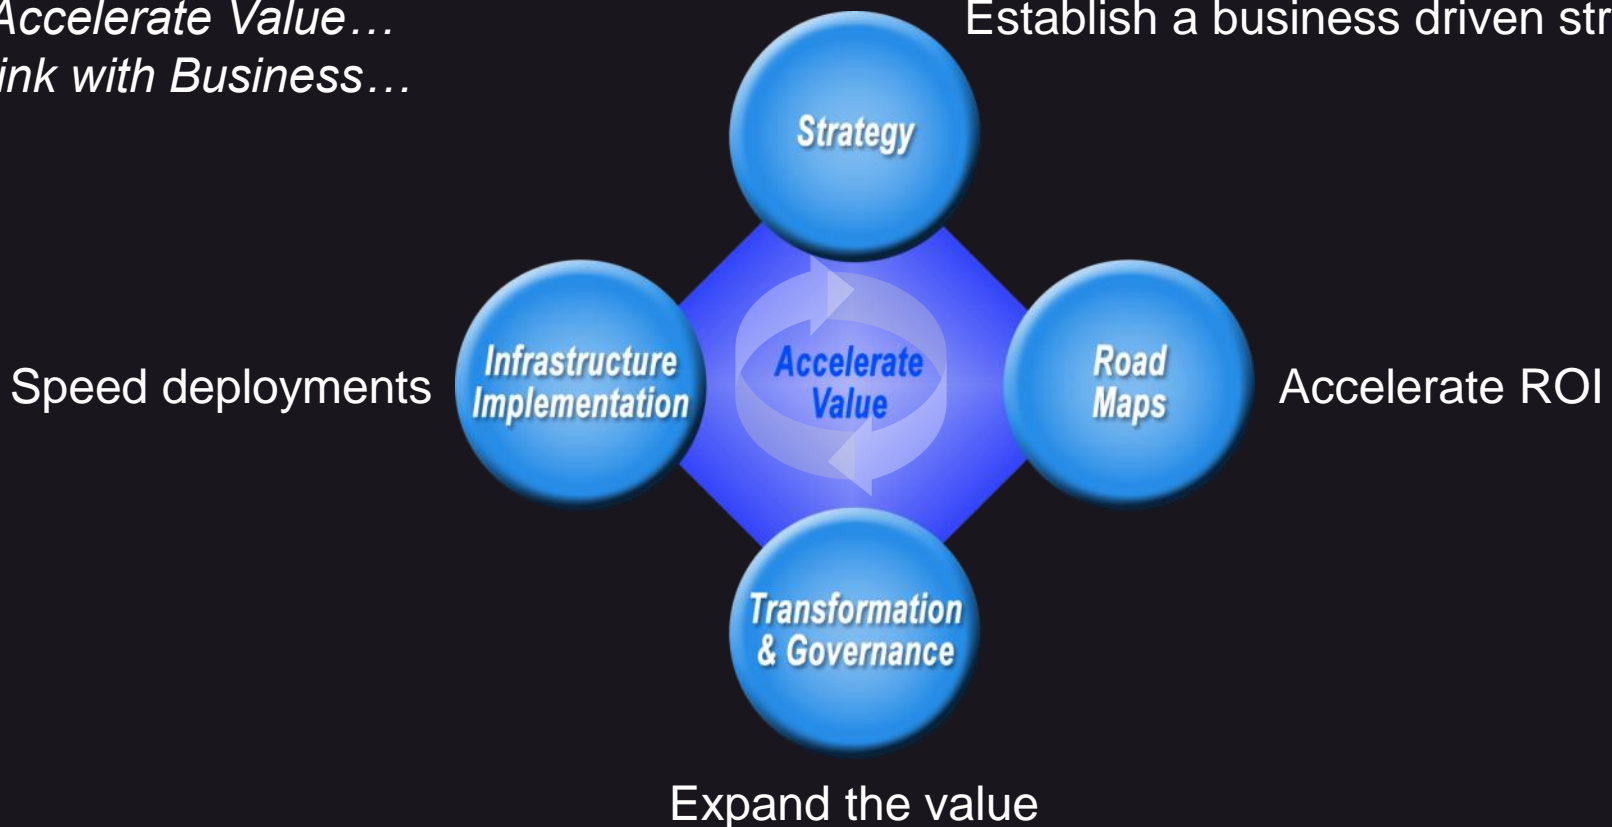 Accelerate Value…
ink with Business…
Establish a business driven str
Strategy
Infrastructure
Implementation
Accelerate
Value
Road
Maps
Speed deployments
Accelerate ROI
Transformation
& Governance
Expand the value